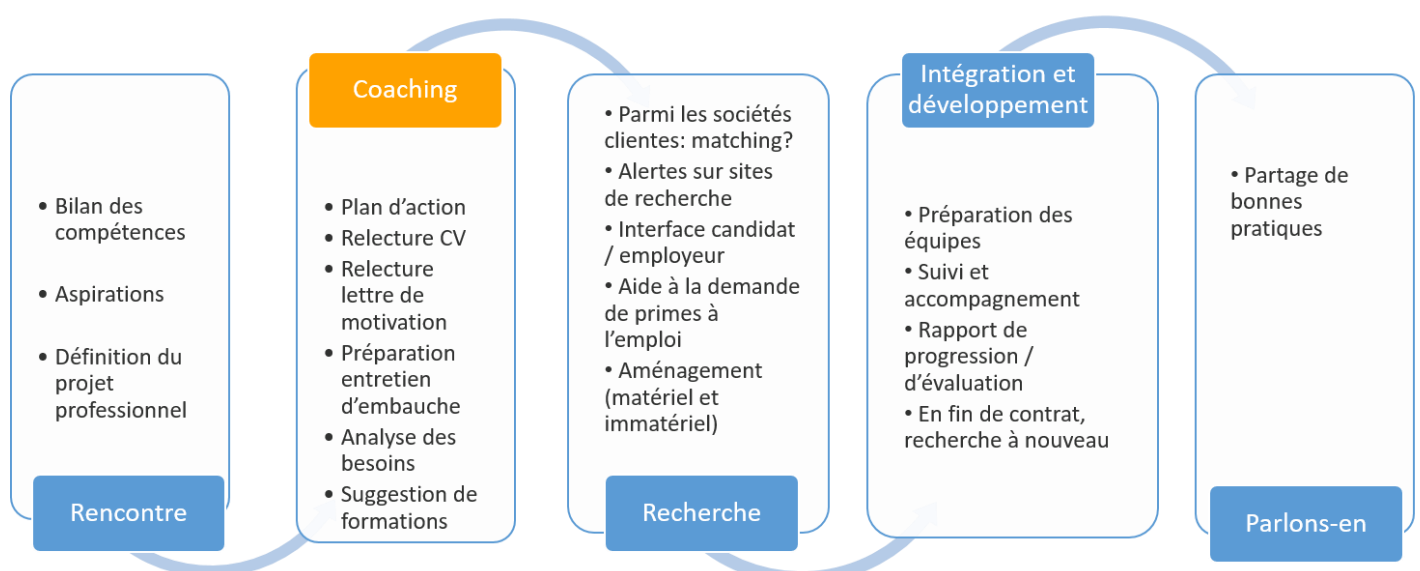 • Bilan des
compétences
• Aspirations
• Définition du
projet
professionnel
Rencontre
Coaching
• Plan d’action
• Relecture CV
• Relecture
lettre de
motivation
• Préparation
entretien
d’embauche
• Analyse des
besoins
• Suggestion de
formations
• Parmi les sociétés
clientes: matching?
• Alertes sur sites
de recherche
• Interface candidat
/ employeur
• Aide à la demande
de primes à
l’emploi
• Aménagement
(matériel et
immatériel)
Recherche
Intégration et
développement
• Préparation des
équipes
• Suivi et
accompagnement
• Rapport de
progression /
d’évaluation
• En fin de contrat,
recherche à nouveau
• Partage de
bonnes
pratiques
Parlons-en